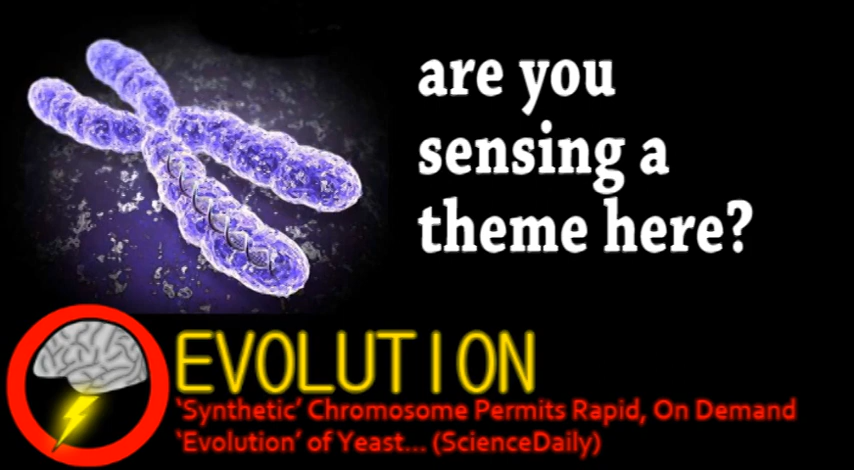 are you
sensing a
theme here?
EVOLUTION
‘Synthetic’ Chromosome Permits Rapid, On Demand
‘Evolution’ of Yeast... (ScienceDaily)